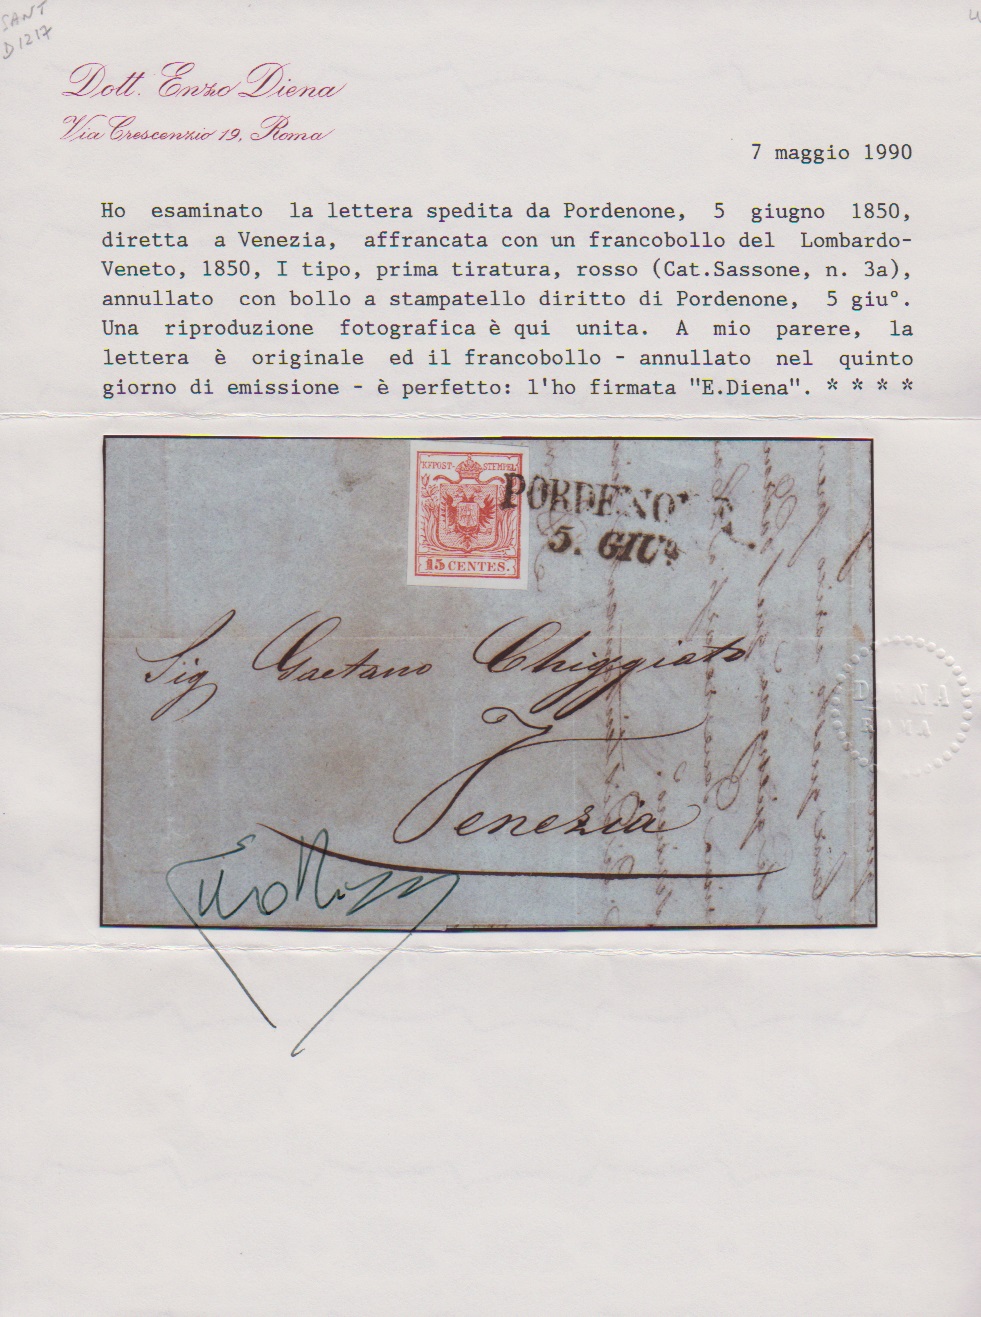 SANT
D1217
Dott. Enzo Diena
Via Crescenzio 19, Roma
7 maggio 1990
Ho esaminato la lettera spedita da Pordenone, 5 giugno 1850,
diretta a Venezia, affrancata con un francobollo del Lombardo-
Veneto, 1850, I tipo, prima tiratura, rosso (Cat.Sassone, n. 3a),
annullato con bollo a stampatello diritto di Pordenone, 5 giu°.
Una riproduzione fotografica è qui unita. A mio parere, la
lettera è originale ed il francobollo - annullato nel quinto
giorno di emissione - è perfetto: l'ho firmata "E.Diena". * * * *
KKPOST-STEMPEL
15 CENTES.
PORDENONE.
5. GIUº
Sig Gaetano Chiggiato
Venezia